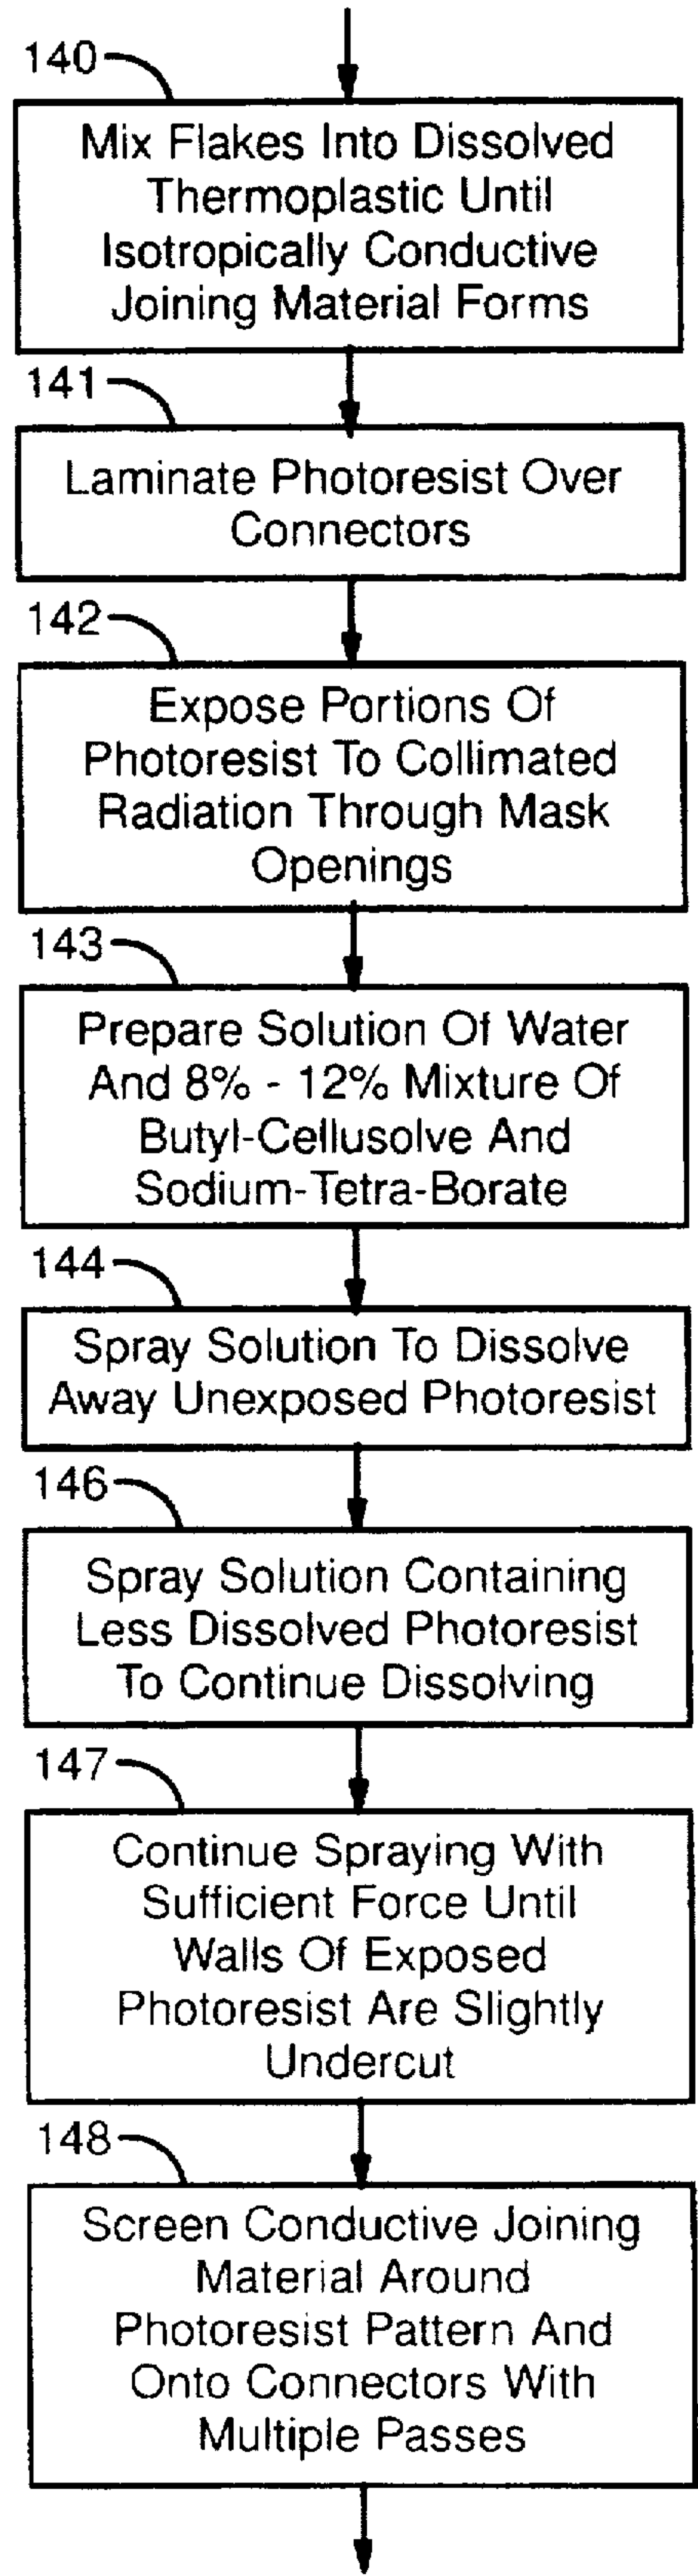 140
Mix Flakes Into Dissolved
Thermoplastic Until
Isotropically Conductive
Joining Material Forms
141
Laminate Photoresist Over
Connectors
142
Expose Portions Of
Photoresist To Collimated
Radiation Through Mask
Openings
143
Prepare Solution Of Water
And 8% - 12% Mixture Of
Butyl-Cellusolve And
Sodium-Tetra-Borate
144
Spray Solution To Dissolve
Away Unexposed Photoresist
146
Spray Solution Containing
Less Dissolved Photoresist
To Continue Dissolving
147
Continue Spraying With
Sufficient Force Until
Walls Of Exposed
Photoresist Are Slightly
Undercut
148
Screen Conductive Joining
Material Around
Photoresist Pattern And
Onto Connectors With
Multiple Passes